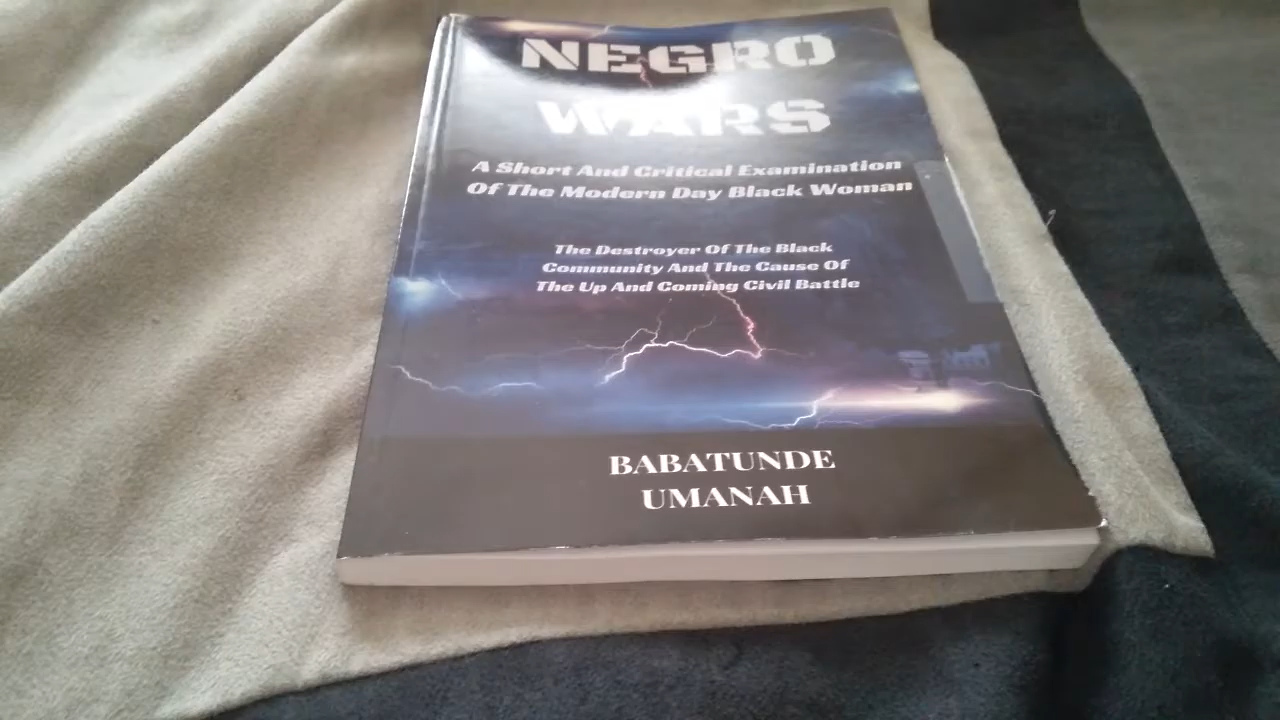 NEGRO
WARS
A Short And Critical Examination
Of The Modern Day Black Woman
The Destroyer Of The Black
Community And The Cause Of
The Up And Coming Civil Battle
BABATUNDE
UMANAH